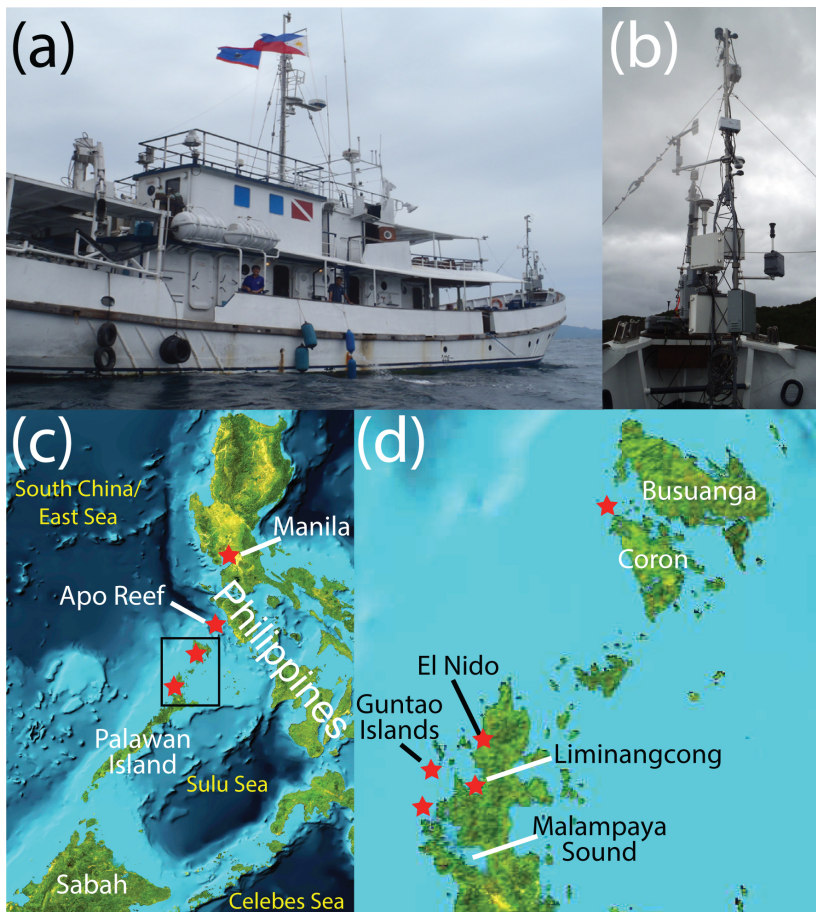 (a)
(b)
(c)
South China/
East Sea
Manila
Apo Reef
Philippines
Palawan
Island
Sulu Sea
Sabah
Celebes Sea
(d)
Busuanga
Coron
El Nido
Guntao
Islands
Liminangcong
Malampaya
Sound